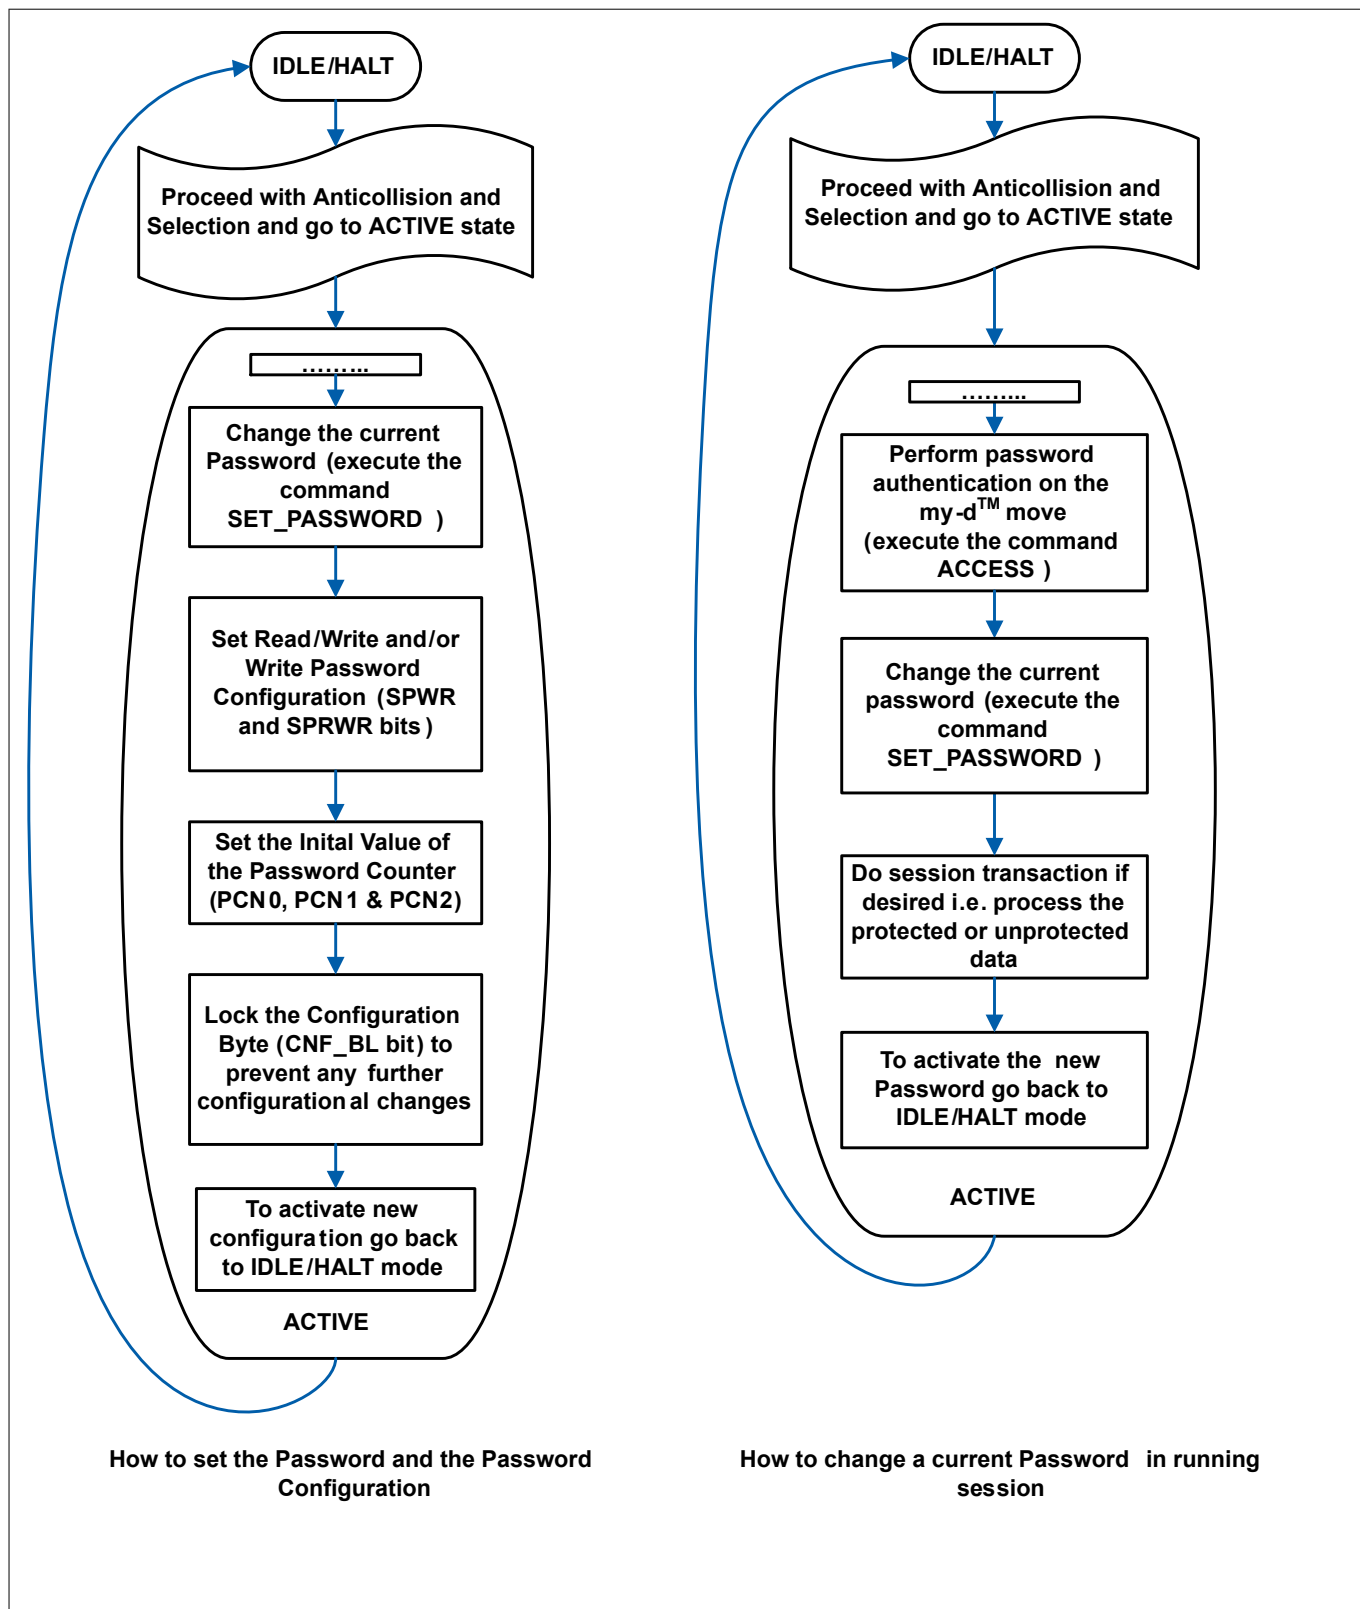 IDLE/HALT
Proceed with Anticollision and
Selection and go to ACTIVE state
.........
Change the current
Password (execute the
command
SET_PASSWORD )
Set Read/Write and/or
Write Password
Configuration (SPWR
and SPRWR bits)
Set the Inital Value of
the Password Counter
(PCN0, PCN1 & PCN2)
Lock the Configuration
Byte (CNF_BL bit) to
prevent any further
configurational changes
To activate new
configuration go back
to IDLE/HALT mode
ACTIVE
How to set the Password and the Password
Configuration
IDLE/HALT
Proceed with Anticollision and
Selection and go to ACTIVE state
.........
Perform password
authentication on the
my-d™ move
(execute the command
ACCESS )
Change the current
password (execute the
command
SET_PASSWORD )
Do session transaction if
desired i.e. process the
protected or unprotected
data
To activate the new
Password go back to
IDLE/HALT mode
ACTIVE
How to change a current Password in running
session